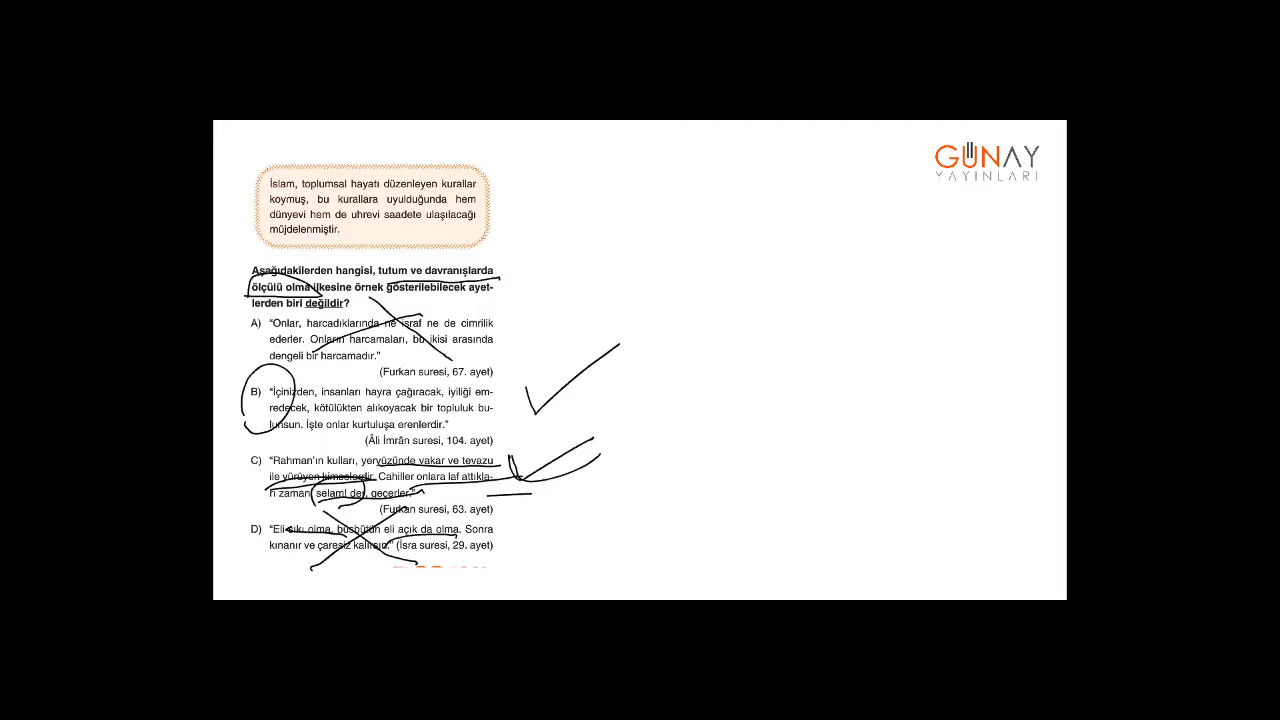 GÜNAY
YAYINLARI
İslam, toplumsal hayatı düzenleyen kurallar
koymuş, bu kurallara uyulduğunda hem
dünyevi hem de uhrevi saadete ulaşılacağı
müjdelenmiştir.
Aşağıdakilerden hangisi, tutum ve davranışlarda
ölçülü olma ilkesine örnek gösterilebilecek ayet-
lerden biri değildir?
A) “Onlar, harcadıklarında ne israf ne de cimrilik
ederler. Onların harcamaları, bu ikisi arasında
dengeli bir harcamadır.”
(Furkan suresi, 67. ayet)
B) “İçinizden, insanları hayra çağıracak, iyiliği em-
redecek, kötülükten alıkoyacak bir topluluk bu-
lunsun. İşte onlar kurtuluşa erenlerdir.”
(Âli İmrân suresi, 104. ayet)
C) “Rahman’ın kulları, yeryüzünde vakar ve tevazu
ile yürüyen kimselerdir. Cahiller onlara laf attıkla-
rı zaman, selam! der, geçerler.”
(Furkan suresi, 63. ayet)
D) “Eli sıkı olma, büsbütün eli açık da olma. Sonra
kınanır ve çaresiz kalırsın.” (İsra suresi, 29. ayet)